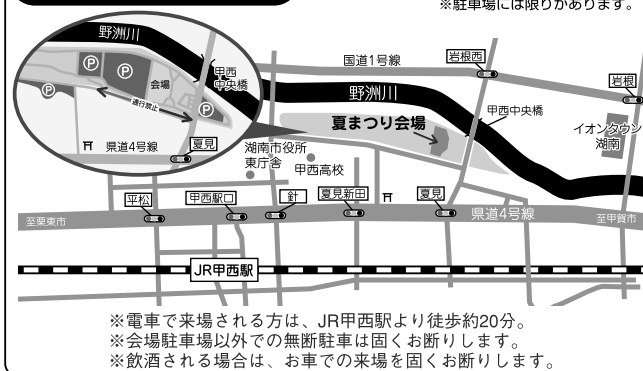 ※駐車場には限りがあります。
野洲川
国道1号線
岩根西
岩根
P
P
会場
甲西
中央橋
P
通行禁止
P
野洲川
甲西中央橋
夏まつり会場
イオンタウン
湖南
県道4号線
夏見
湖南市役所
東庁舎
甲西高校
平松
甲西駅口
針
夏見新田
夏見
至栗東市
県道4号線
至甲賀市
JR甲西駅
※電車で来場される方は、JR甲西駅より徒歩約20分。
※会場駐車場以外での無断駐車は固くお断りします。
※飲酒される場合は、お車での来場を固くお断りします。